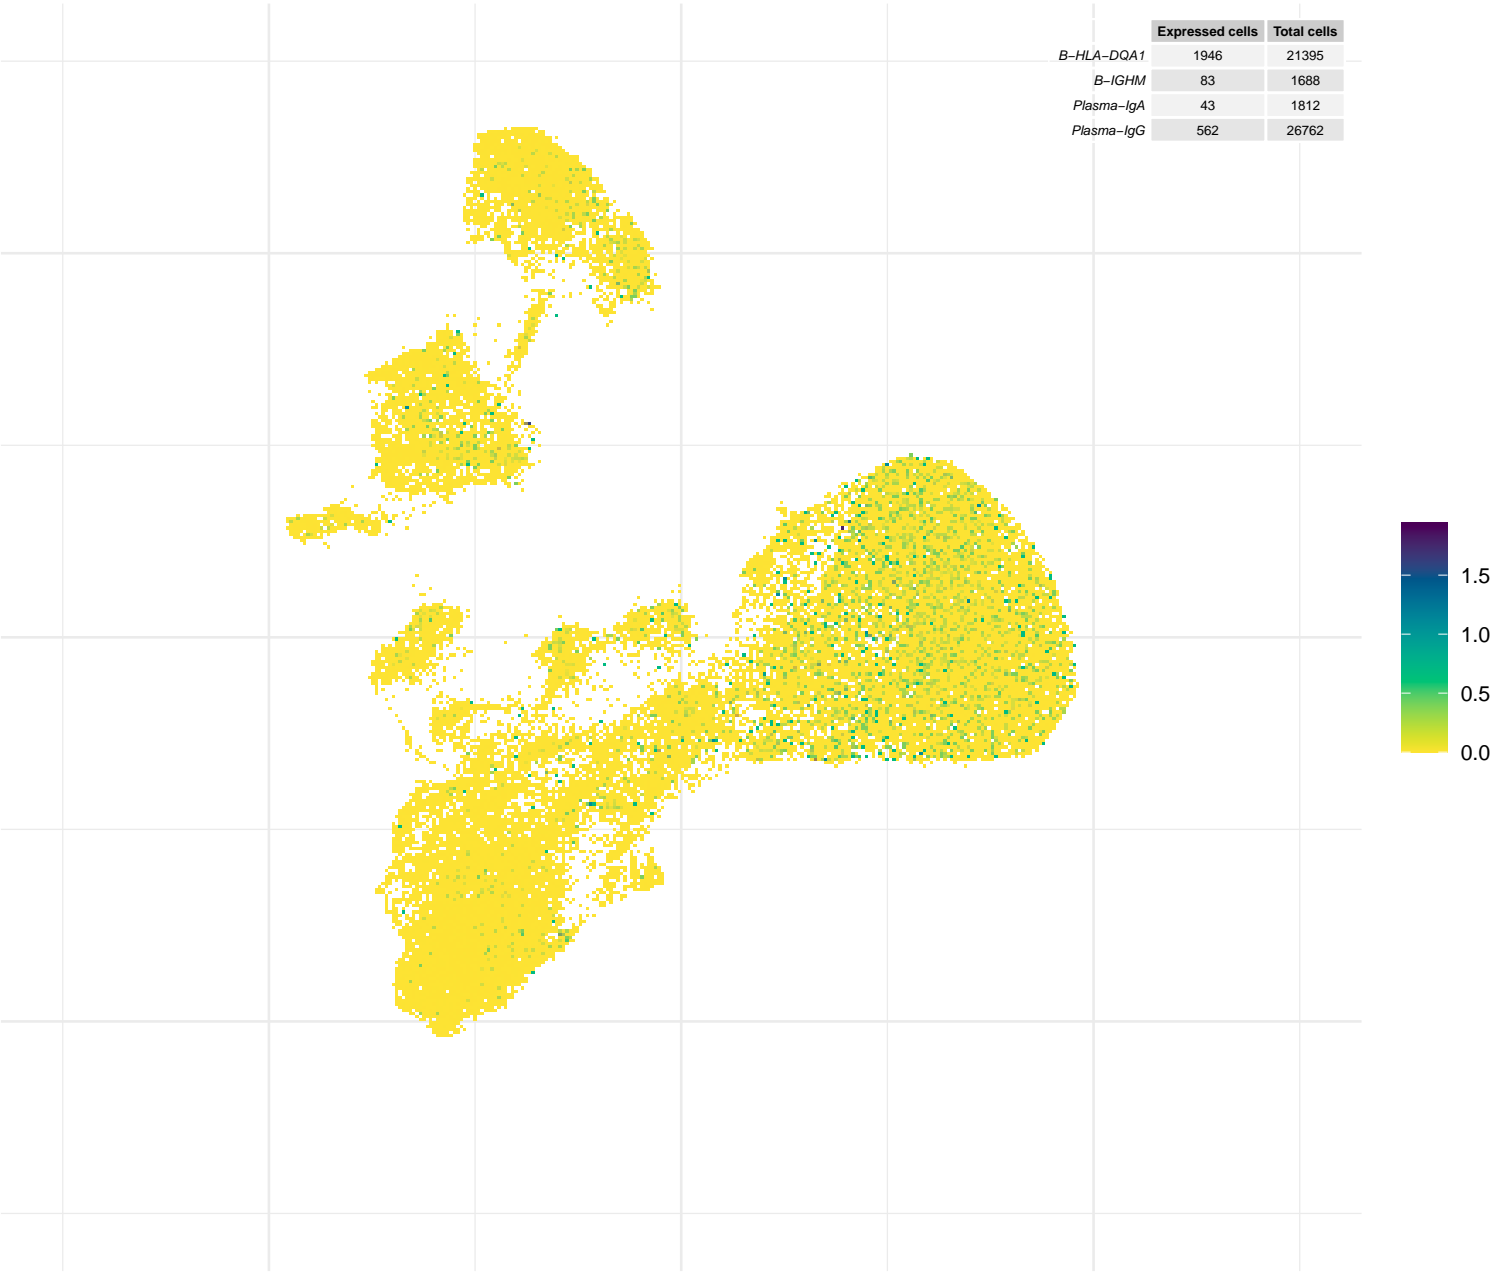 Expressed cells Total cells
B−HLA−DQA1 1946 21395
B−IGHM 83 1688
Plasma−IgA 43 1812
Plasma−IgG 562 26762
1.5
1.0
0.5
0.0